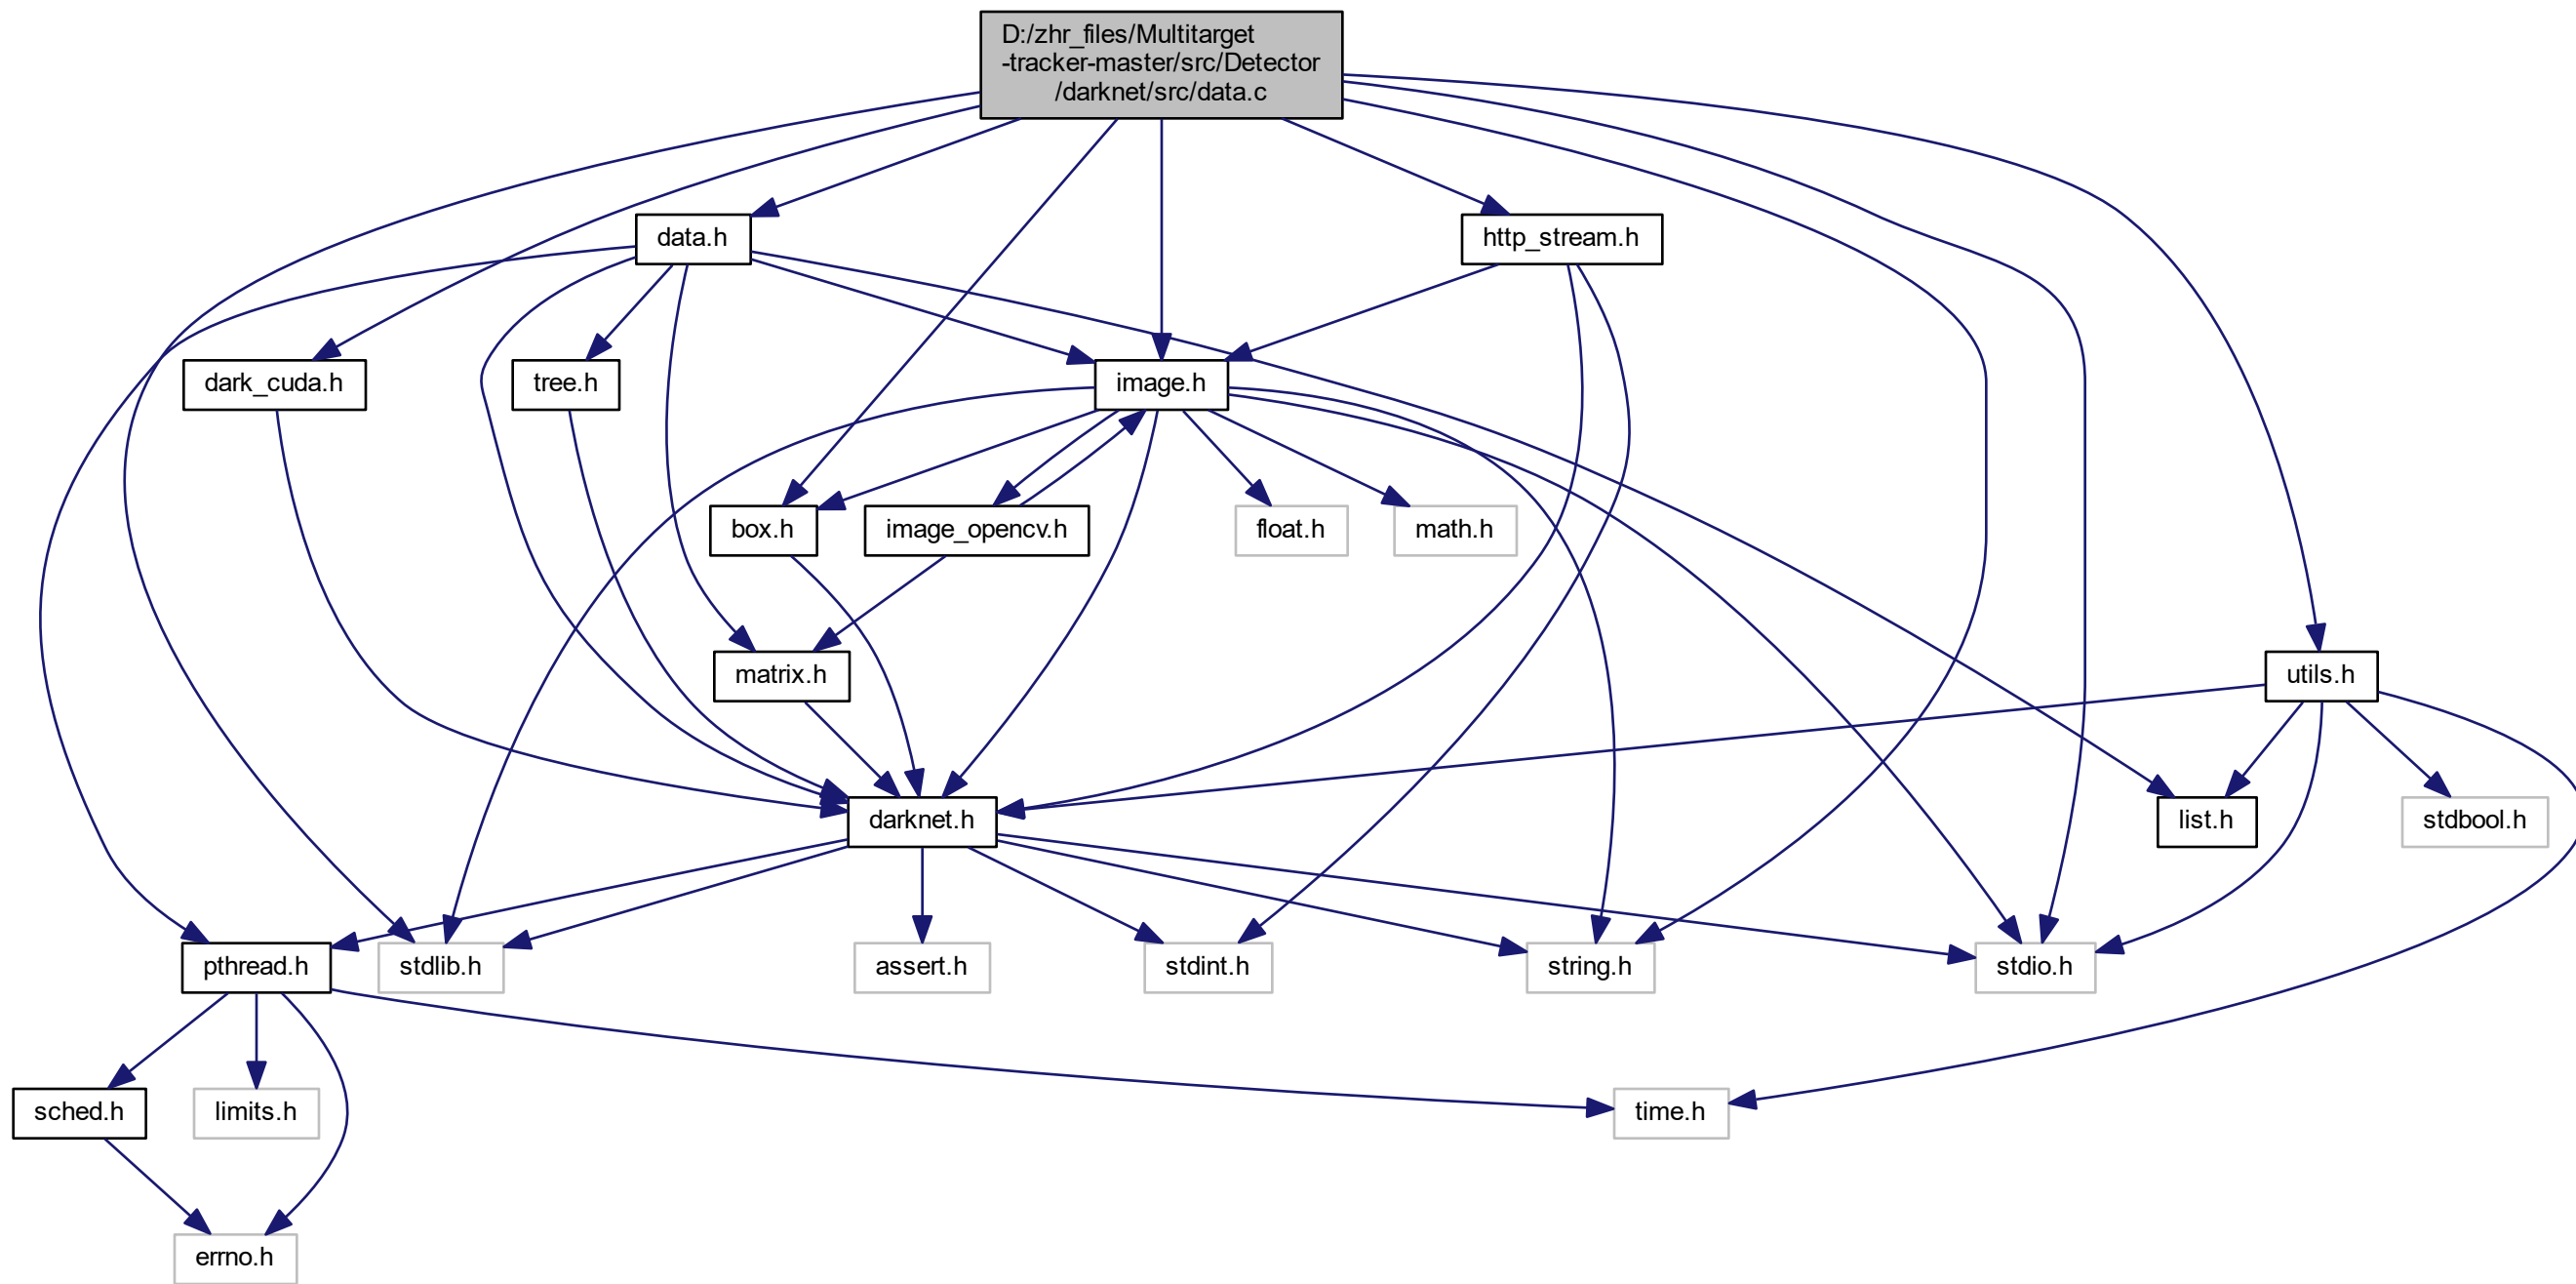 D:/zhr_files/Multitarget
-tracker-master/src/Detector
/darknet/src/data.c
data.h
http_stream.h
dark_cuda.h
tree.h
image.h
box.h
image_opencv.h
float.h
math.h
matrix.h
utils.h
darknet.h
list.h
stdbool.h
pthread.h
stdlib.h
assert.h
stdint.h
string.h
stdio.h
sched.h
limits.h
time.h
errno.h